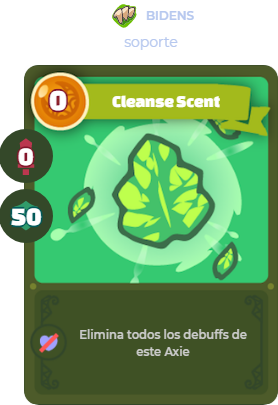 BIDENS
soporte
0
Cleanse Scent
0
50
Elimina todos los debuffs de
este Axie